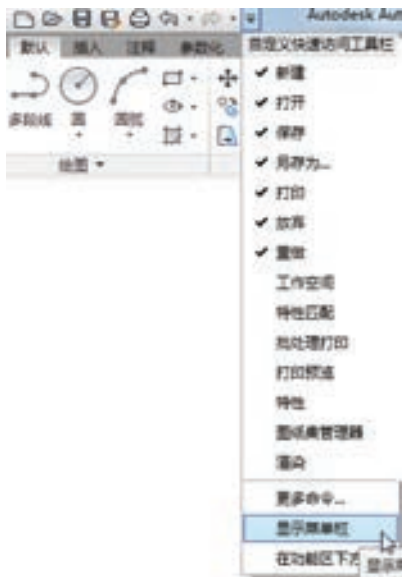 Autodesk Aut
默认 插入 注释 参数化
自定义快速访问工具栏
多段线 圆 圆弧
绘图
新建
打开
保存
另存为...
打印
放弃
重做
工作空间
特性匹配
批处理打印
打印预览
特性
图纸集管理器
渲染
更多命令...
显示菜单栏
在功能区下方
显示